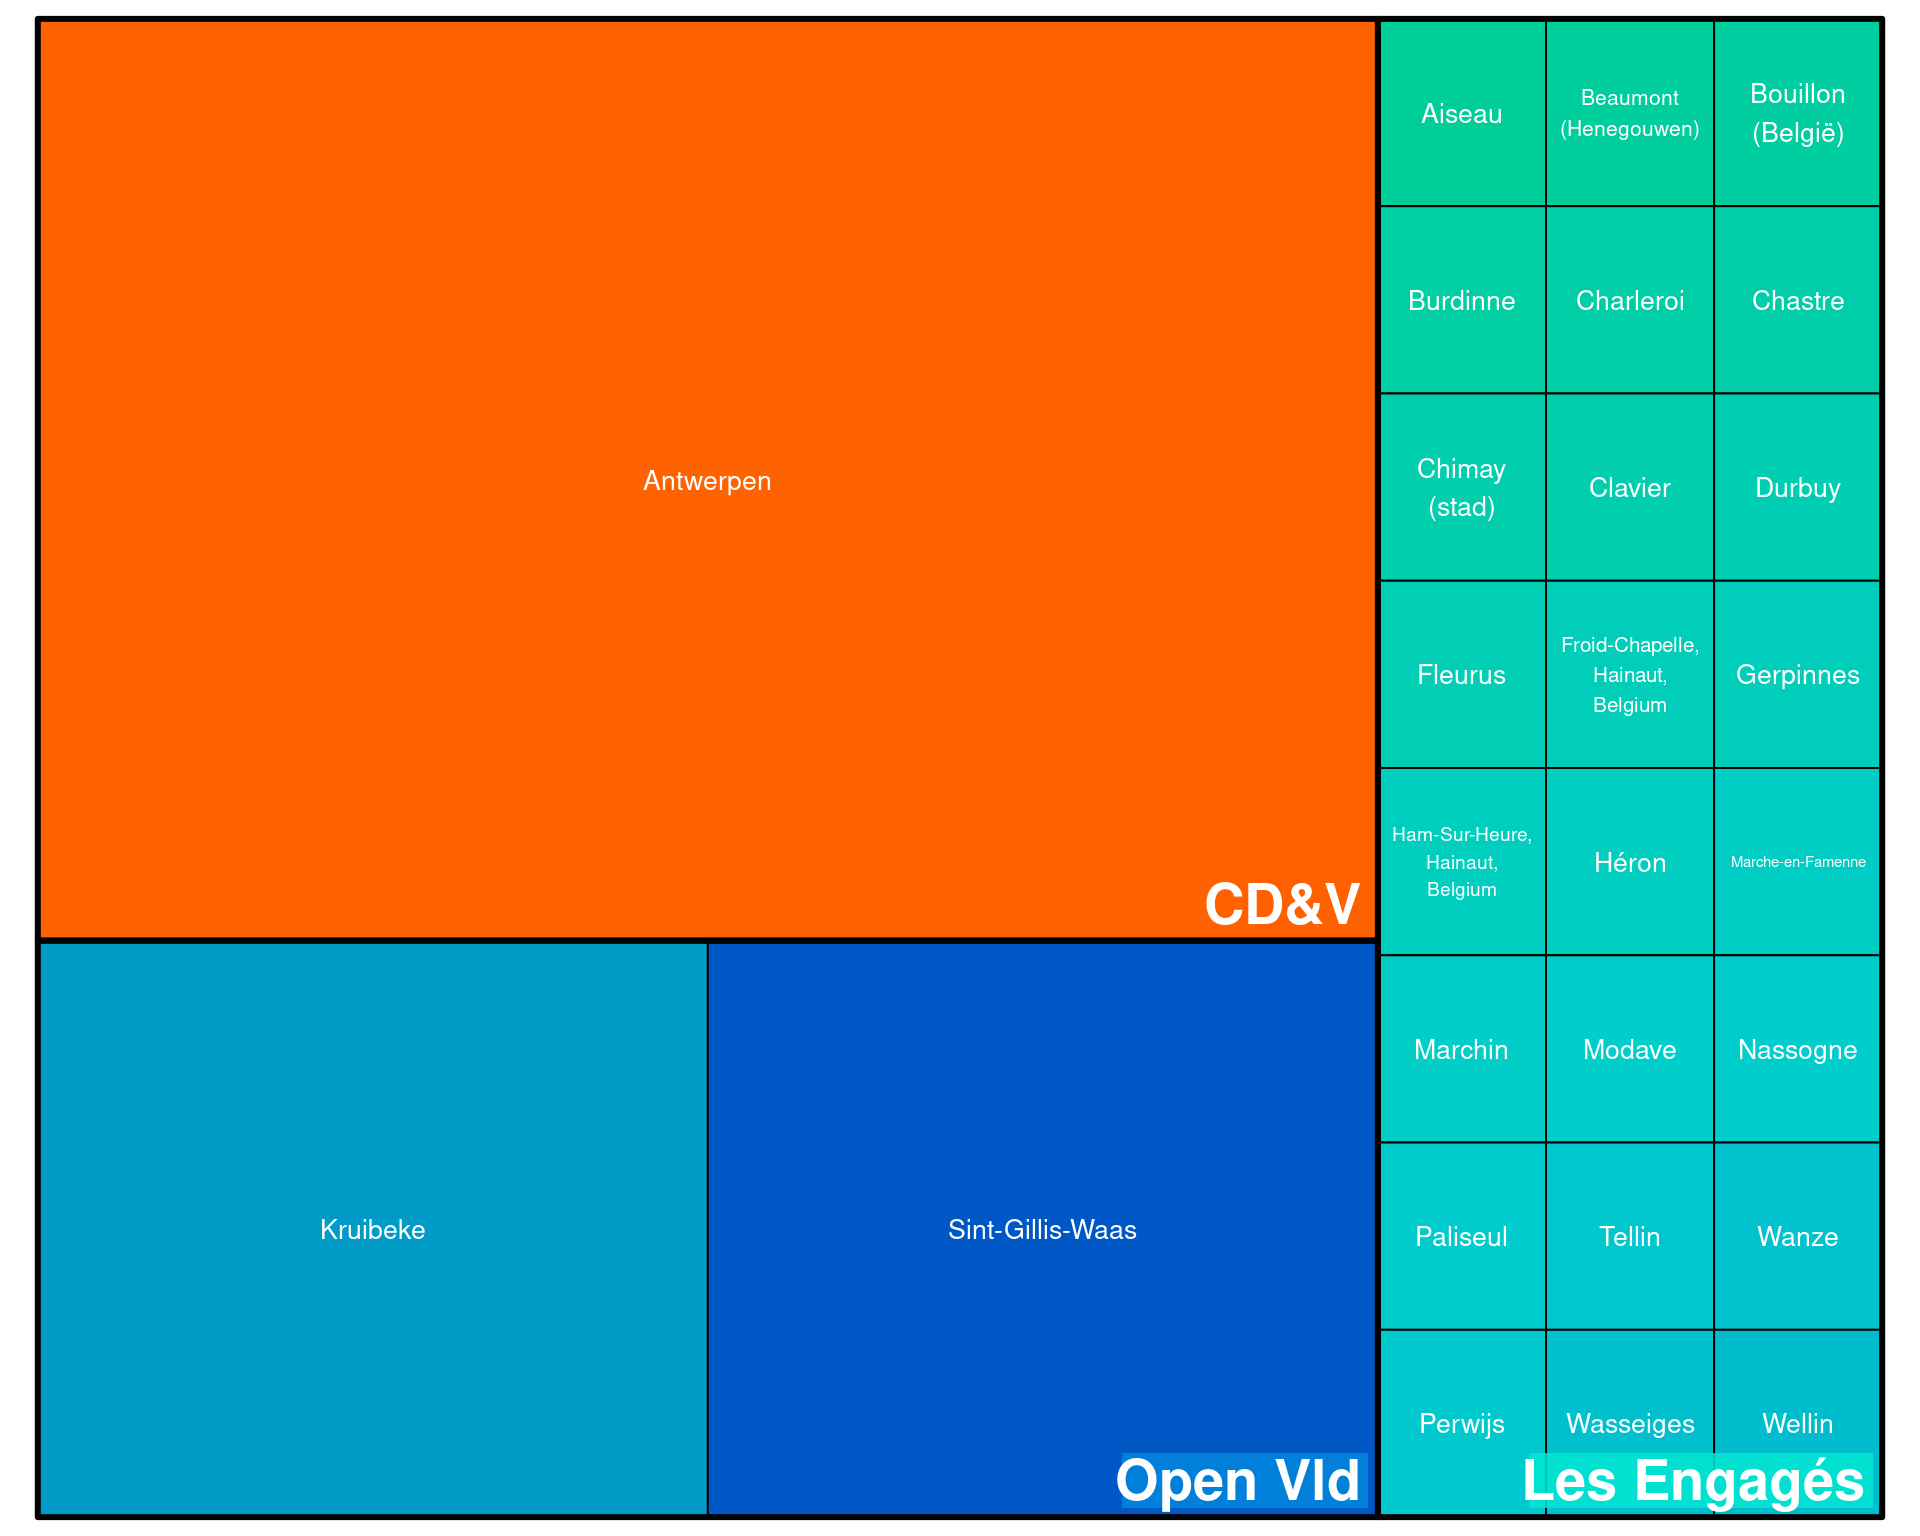 Antwerpen
CD&V
Kruibeke
Sint-Gillis-Waas
Open Vld
Aiseau
Beaumont
(Henegouwen)
Bouillon
(België)
Burdinne
Charleroi
Chastre
Chimay
(stad)
Clavier
Durbuy
Fleurus
Froid-Chapelle,
Hainaut,
Belgium
Gerpinnes
Ham-Sur-Heure,
Hainaut,
Belgium
Héron
Marche-en-Famenne
Marchin
Modave
Nassogne
Paliseul
Tellin
Wanze
Perwijs
Wasseiges
Wellin
Les Engagés